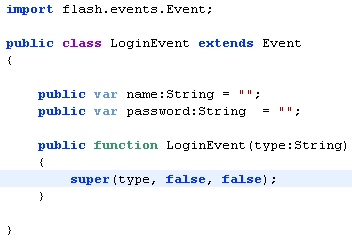 import flash.events.Event;
public class LoginEvent extends Event
{
public var name:String = "";
public var password:String  = "";
public function LoginEvent(type:String)
{
super(type, false, false);
}
}